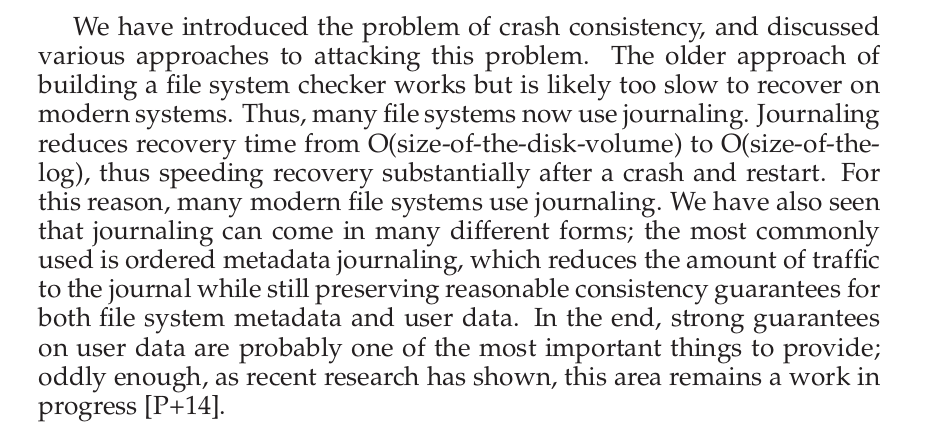 We have introduced the problem of crash consistency, and discussed
various approaches to attacking this problem. The older approach of
building a file system checker works but is likely too slow to recover on
modern systems. Thus, many file systems now use journaling. Journaling
reduces recovery time from O(size-of-the-disk-volume) to O(size-of-the-
log), thus speeding recovery substantially after a crash and restart. For
this reason, many modern file systems use journaling. We have also seen
that journaling can come in many different forms; the most commonly
used is ordered metadata journaling, which reduces the amount of traffic
to the journal while still preserving reasonable consistency guarantees for
both file system metadata and user data. In the end, strong guarantees
on user data are probably one of the most important things to provide;
oddly enough, as recent research has shown, this area remains a work in
progress [P+14].